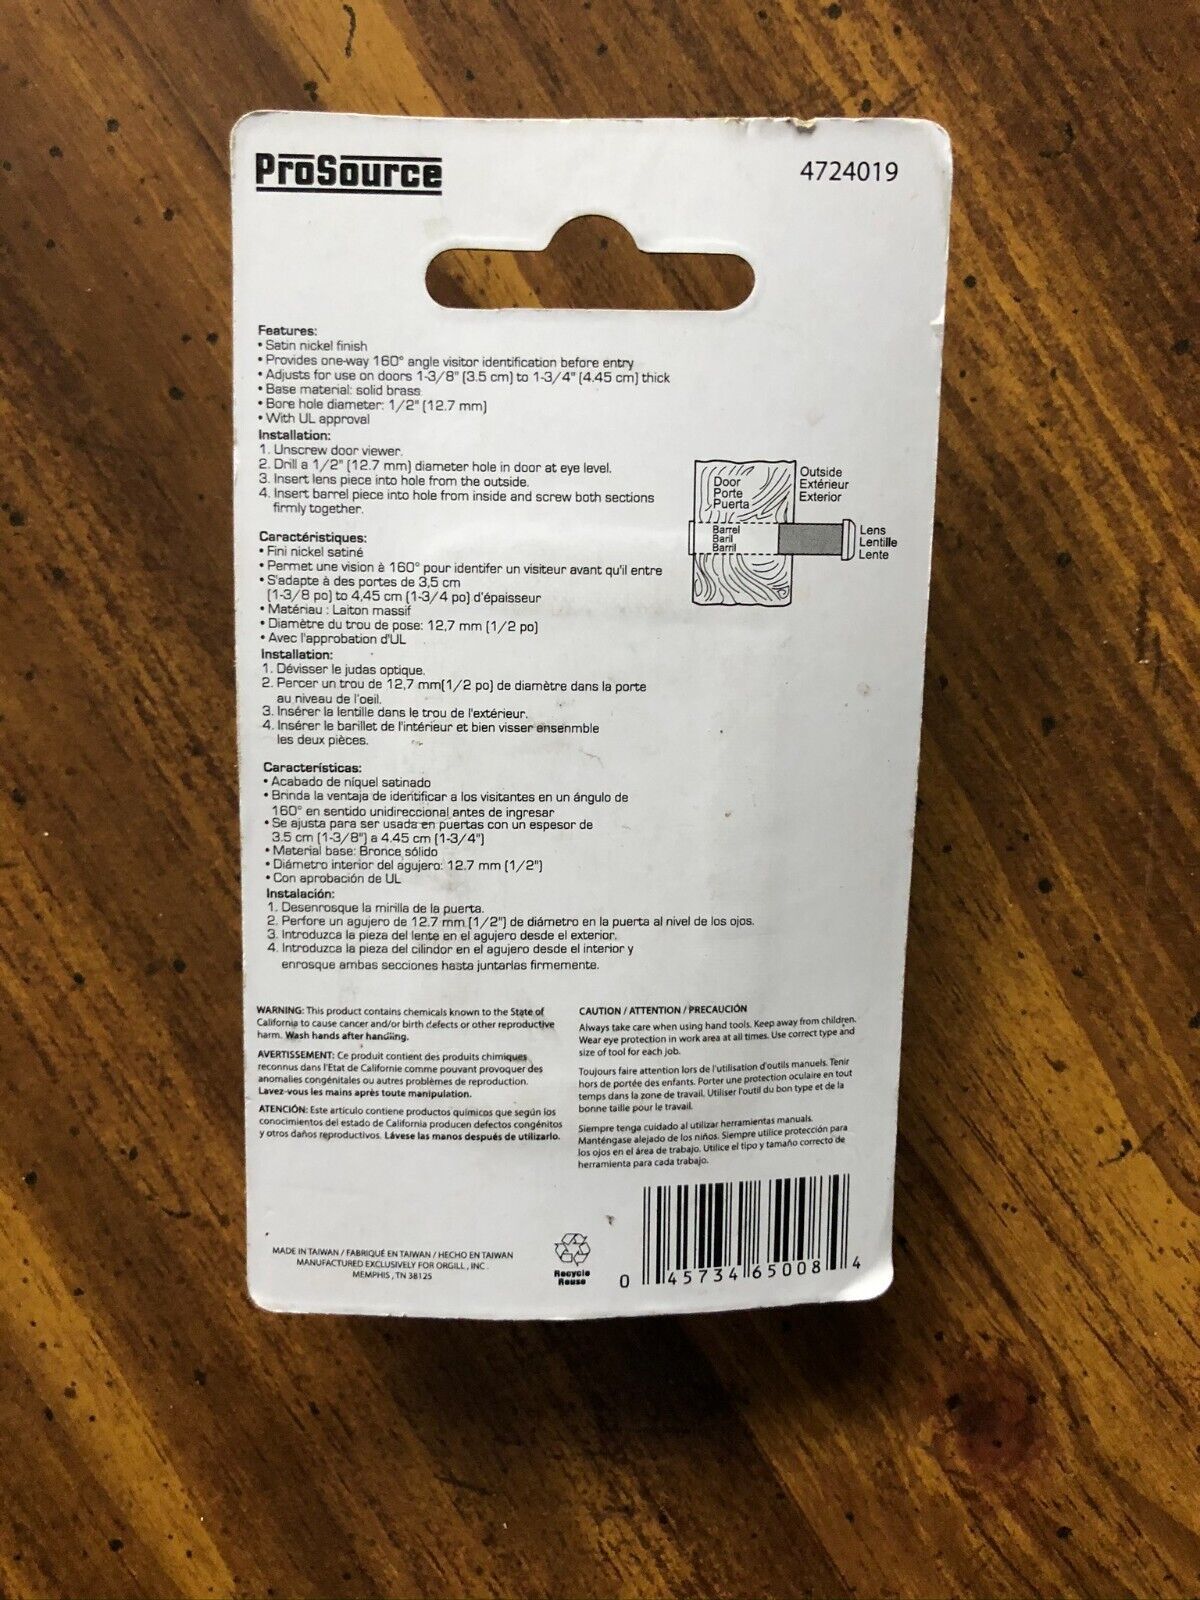 ProSource
4724019
Features:
• Satin nickel finish
• Provides one-way 160° angle visitor identification before entry
• Adjusts for use on doors 1-3/8" (3.5 cm) to 1-3/4" (4.45 cm) thick
• Base material: solid brass
• Bore hole diameter: 1/2" (12.7 mm)
• With UL approval
Installation:
1. Unscrew door viewer.
2. Drill a 1/2" (12.7 mm) diameter hole in door at eye level.
3. Insert lens piece into hole from the outside.
4. Insert barrel piece into hole from inside and screw both sections
firmly together.
Door
Porte
Puerta
Outside
Extérieur
Exterior
Barrel
Baril
Barril
Lens
Lentille
Lente
Caractéristiques:
• Fini nickel satiné
• Permet une vision à 160° pour identifer un visiteur avant qu'il entre
• S'adapte à des portes de 3,5 cm
(1-3/8 po) to 4,45 cm (1-3/4 po) d'épaisseur
• Matériau : Laiton massif
• Diamètre du trou de pose: 12,7 mm (1/2 po)
• Avec l'approbation d'UL
Installation:
1. Dévisser le judas optique.
2. Percer un trou de 12,7 mm(1/2 po) de diamètre dans la porte
au niveau de l'oeil.
3. Insérer la lentille dans le trou de l'extérieur.
4. Insérer le barillet de l'intérieur et bien visser ensenmble
les deux pièces.
Características:
• Acabado de níquel satinado
• Brinda la ventaja de identificar a los visitantes en un ángulo de
160° en sentido unidireccional antes de ingresar
• Se ajusta para ser usada en puertas con un espesor de
3.5 cm (1-3/8") a 4.45 cm (1-3/4")
• Material base: Bronce sólido
• Diámetro interior del agujero: 12.7 mm (1/2")
• Con aprobación de UL
Instalación:
1. Desenrosque la mirilla de la puerta.
2. Perfore un agujero de 12.7 mm (1/2") de diámetro en la puerta al nivel de los ojos.
3. Introduzca la pieza del lente en el agujero desde el exterior.
4. Introduzca la pieza del cilindor en el agujero desde el interior y
enrosque ambas secciones hasta juntarlas firmemente.
WARNING: This product contains chemicals known to the State of
California to cause cancer and/or birth defects or other reproductive
harm. Wash hands after handling.
AVERTISSEMENT: Ce produit contient des produits chimiques
reconnus dans l'Etat de Californie comme pouvant provoquer des
anomalies congénitales ou autres problèmes de reproduction.
Lavez-vous les mains après toute manipulation.
ATENCIÓN: Este artículo contiene productos químicos que según los
conocimientos del estado de California producen defectos congénitos
y otros daños reproductivos. Lávese las manos después de utilizarlo.
CAUTION / ATTENTION / PRECAUCIÓN
Always take care when using hand tools. Keep away from children.
Wear eye protection in work area at all times. Use correct type and
size of tool for each job.
Toujours faire attention lors de l'utilisation d'outils manuels. Tenir
hors de portée des enfants. Porter une protection oculaire en tout
temps dans la zone de travail. Utiliser l'outil du bon type et de la
bonne taille pour le travail.
Siempre tenga cuidado al utilizar herramientas manuals.
Manténgase alejado de los niños. Siempre utilice protección para
los ojos en el área de trabajo. Utilice el tipo y tamaño correcto de
herramienta para cada trabajo.
MADE IN TAIWAN / FABRIQUÉ EN TAIWAN / HECHO EN TAIWAN
MANUFACTURED EXCLUSIVELY FOR ORGILL, INC.
MEMPHIS, TN 38125
Recycle
Reuse
0 45734 65008 4